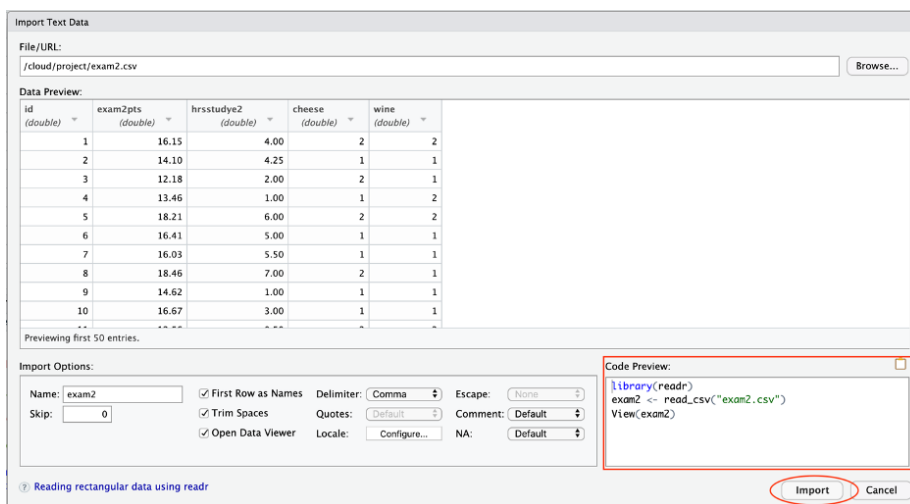 Import Text Data
File/URL:
/cloud/project/exam2.csv
Browse...
Data Preview:
id exam2pts hrsstudye2 cheese wine
(double) (double) (double) (double) (double)
1 16.15 4.00 2 2
2 14.10 4.25 1 1
3 12.18 2.00 2 1
4 13.46 1.00 1 2
5 18.21 6.00 2 2
6 16.41 5.00 1 1
7 16.03 5.50 1 1
8 18.46 7.00 2 1
9 14.62 1.00 1 1
10 16.67 3.00 1 1
Previewing first 50 entries.
Import Options:
Name: exam2
Skip: 0
First Row as Names
Trim Spaces
Open Data Viewer
Delimiter: Comma
Quotes: Default
Locale: Configure...
Escape: None
Comment: Default
NA: Default
Code Preview:
library(readr)
exam2 <- read_csv("exam2.csv")
View(exam2)
? Reading rectangular data using readr
Import Cancel